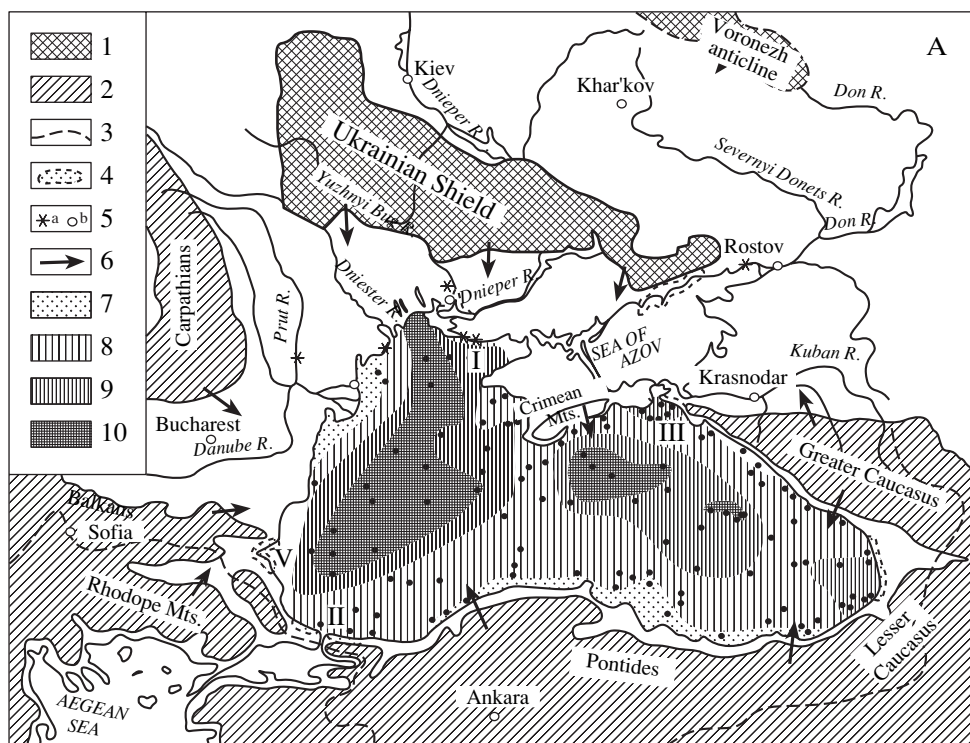 1
2
3
4
a b 5
6
7
8
9
10
A
Voronezh
anticline
Kiev
Khar'kov
Don R.
Dnieper R.
Severnyi Donets R.
Ukrainian Shield
Yuzhnyi Bug R.
Don R.
Rostov
Carpathians
Prut R.
Dniester R.
Dnieper R.
SEA OF
AZOV
Kuban R.
I
Krasnodar
Crimean
Mts.
III
Bucharest
Danube R.
Greater Caucasus
Balkans
Sofia
V
Rhodope Mts.
II
Lesser
Caucasus
Pontides
Ankara
AEGEAN
SEA